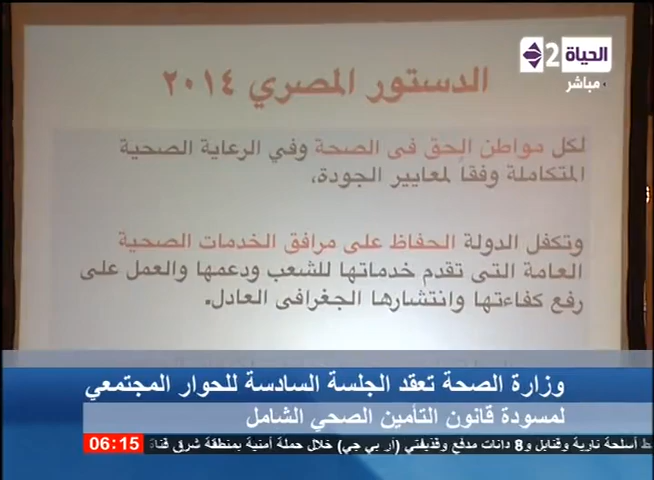 الحياة 2
مباشر
الدستور المصري ٢٠١٤
لكل مواطن الحق فى الصحة وفي الرعاية الصحية
المتكاملة وفقاً لمعايير الجودة،
وتكفل الدولة الحفاظ على مرافق الخدمات الصحية
العامة التى تقدم خدماتها للشعب ودعمها والعمل على
رفع كفاءتها وانتشارها الجغرافى العادل.
وزارة الصحة تعقد الجلسة السادسة للحوار المجتمعي
لمسودة قانون التأمين الصحي الشامل
06:15
أسلحة نارية وقنابل و8 دانات مدفع وقذيفتي (أر بي جي) خلال حملة أمنية بمنطقة شرق